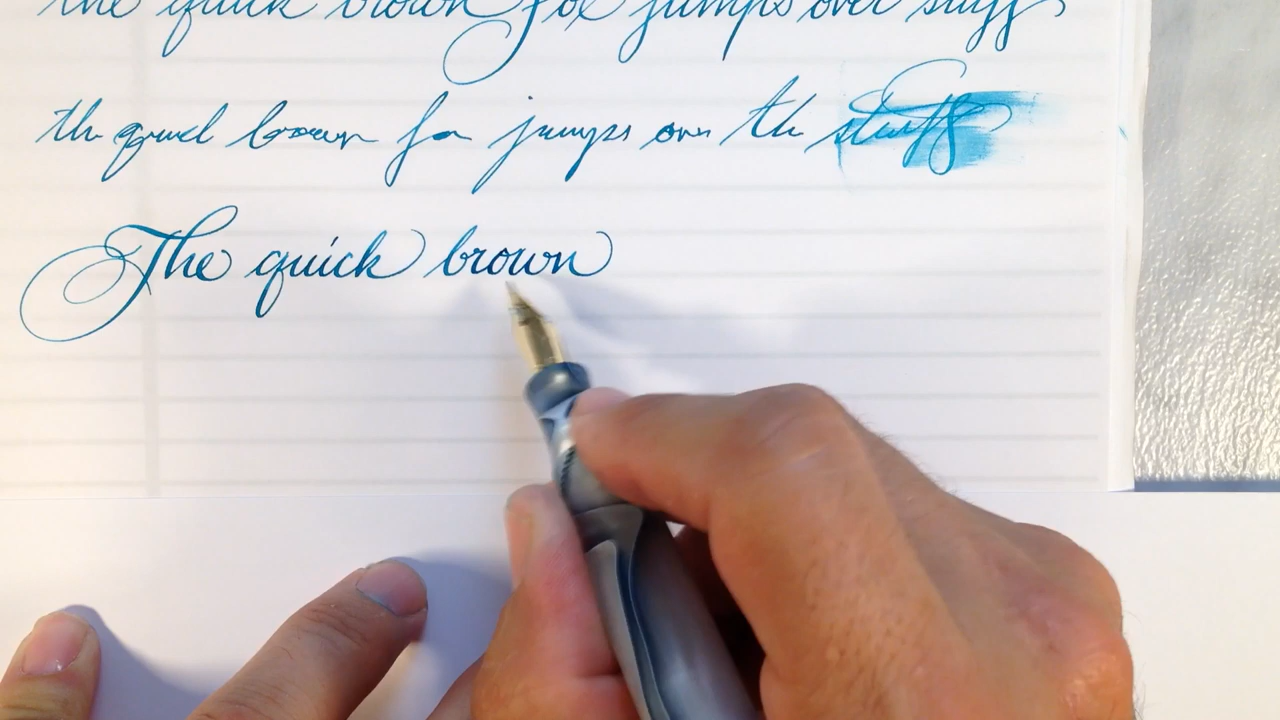 the quick brown fox jumps over stuff
the quick brown fox jumps over the stuff
The quick brown